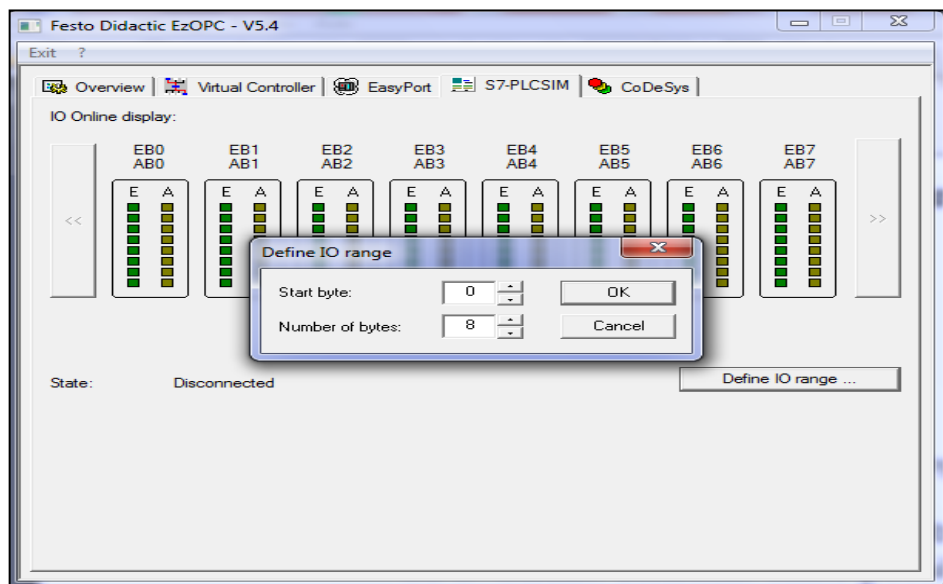 Festo Didactic EzOPC - V5.4
Exit ?
Overview Virtual Controller EasyPort S7-PLCSIM CoDeSys
IO Online display:
EB0 EB1 EB2 EB3 EB4 EB5 EB6 EB7
AB0 AB1 AB2 AB3 AB4 AB5 AB6 AB7
E A E A E A E A E A E A E A E A
<< >>
Define IO range
Start byte: 0 OK
Number of bytes: 8 Cancel
State: Disconnected Define IO range ...